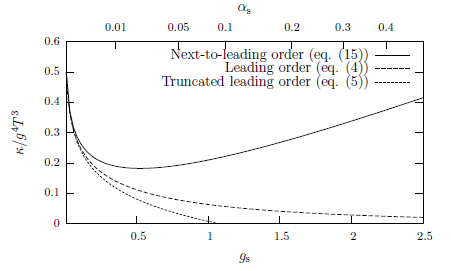 αs
0.01 0.05 0.1 0.2 0.3 0.4
0.6
Next-to-leading order (eq. (15))
0.5
Leading order (eq. (4))
Truncated leading order (eq. (5))
0.4
κ/g⁴T³
0.3
0.2
0.1
0
0.5 1 1.5 2 2.5
gs